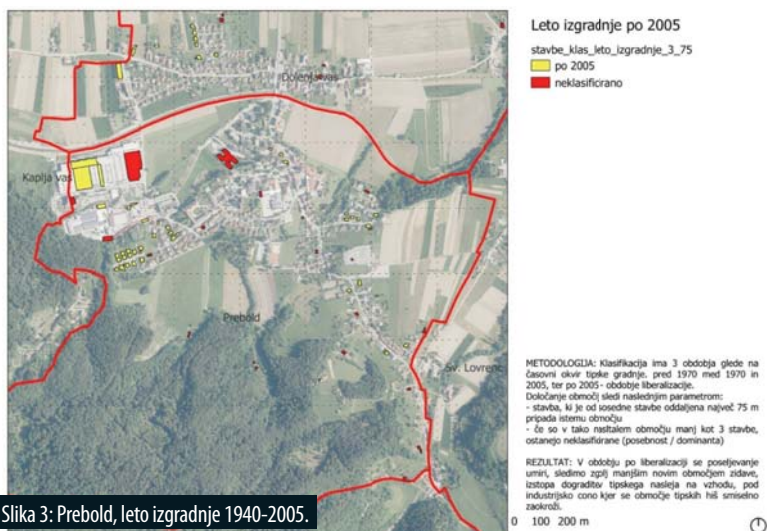 Leto izgradnje po 2005
stavbe_klas_leto_izgradnje_3_75
po 2005
neklasificirano
Dolenja vas
Kaplja vas
Prebold
Sv. Lovrenc
METODOLOGIJA: Klasifikacija ima 3 obdobja glede na
časovni okvir tipske gradnje. pred 1970 med 1970 in
2005, ter po 2005- obdobje liberalizacije.
Določanje območij sledi naslednjim parametrom:
- stavba, ki je od sosedne stavbe oddaljena največ 75 m
pripada istemu območju
- če so v tako nastalem območju manj kot 3 stavbe,
ostanejo neklasifikirane (posebnost / dominanta)
REZULTAT: V obdobju po liberalizaciji se poseljevanje
umiri, sledimo zgolj manjšim novim območjem zidave,
izstopa dograditev tipskega naselja na vzhodu, pod
industrijsko cono kjer se območje tipskih hiš smiselno
zaokroži.
0 100 200 m
Slika 3: Prebold, leto izgradnje 1940-2005.